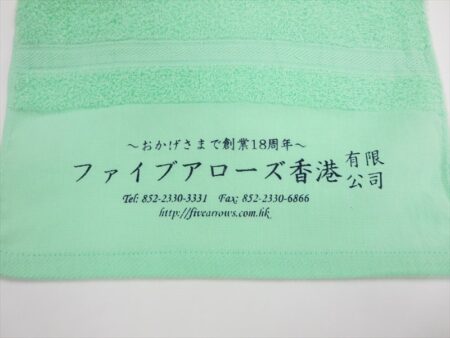 ～おかげさまで創業18周年～
ファイブアローズ香港有限公司
Tel: 852-2330-3331 Fax: 852-2330-6866
http://fivearrows.com.hk